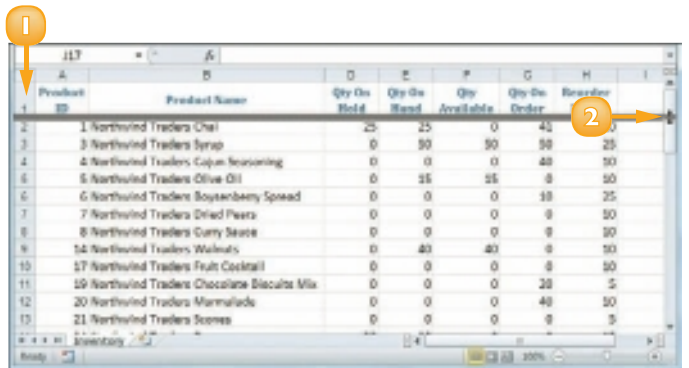 1
J17 fx
A B D E F G H I
Product Product Name Qty On Qty On Qty Qty On Reorder
1 ID Hold Hand Available Order 2
2 1 Northwind Traders Chai 25 25 0 41
3 3 Northwind Traders Syrup 0 50 50 50 25
4 4 Northwind Traders Cajun Seasoning 0 0 0 40 10
5 5 Northwind Traders Olive Oil 0 15 15 0 10
6 6 Northwind Traders Boysenberry Spread 0 0 0 10 25
7 7 Northwind Traders Dried Pears 0 0 0 0 10
8 8 Northwind Traders Curry Sauce 0 0 0 0 10
9 14 Northwind Traders Walnuts 0 40 40 0 10
10 17 Northwind Traders Fruit Cocktail 0 0 0 0 10
11 19 Northwind Traders Chocolate Biscuits Mix 0 0 0 20 5
12 20 Northwind Traders Marmalade 0 0 0 40 10
13 21 Northwind Traders Scones 0 0 0 0 5
Inventory
Ready 100%